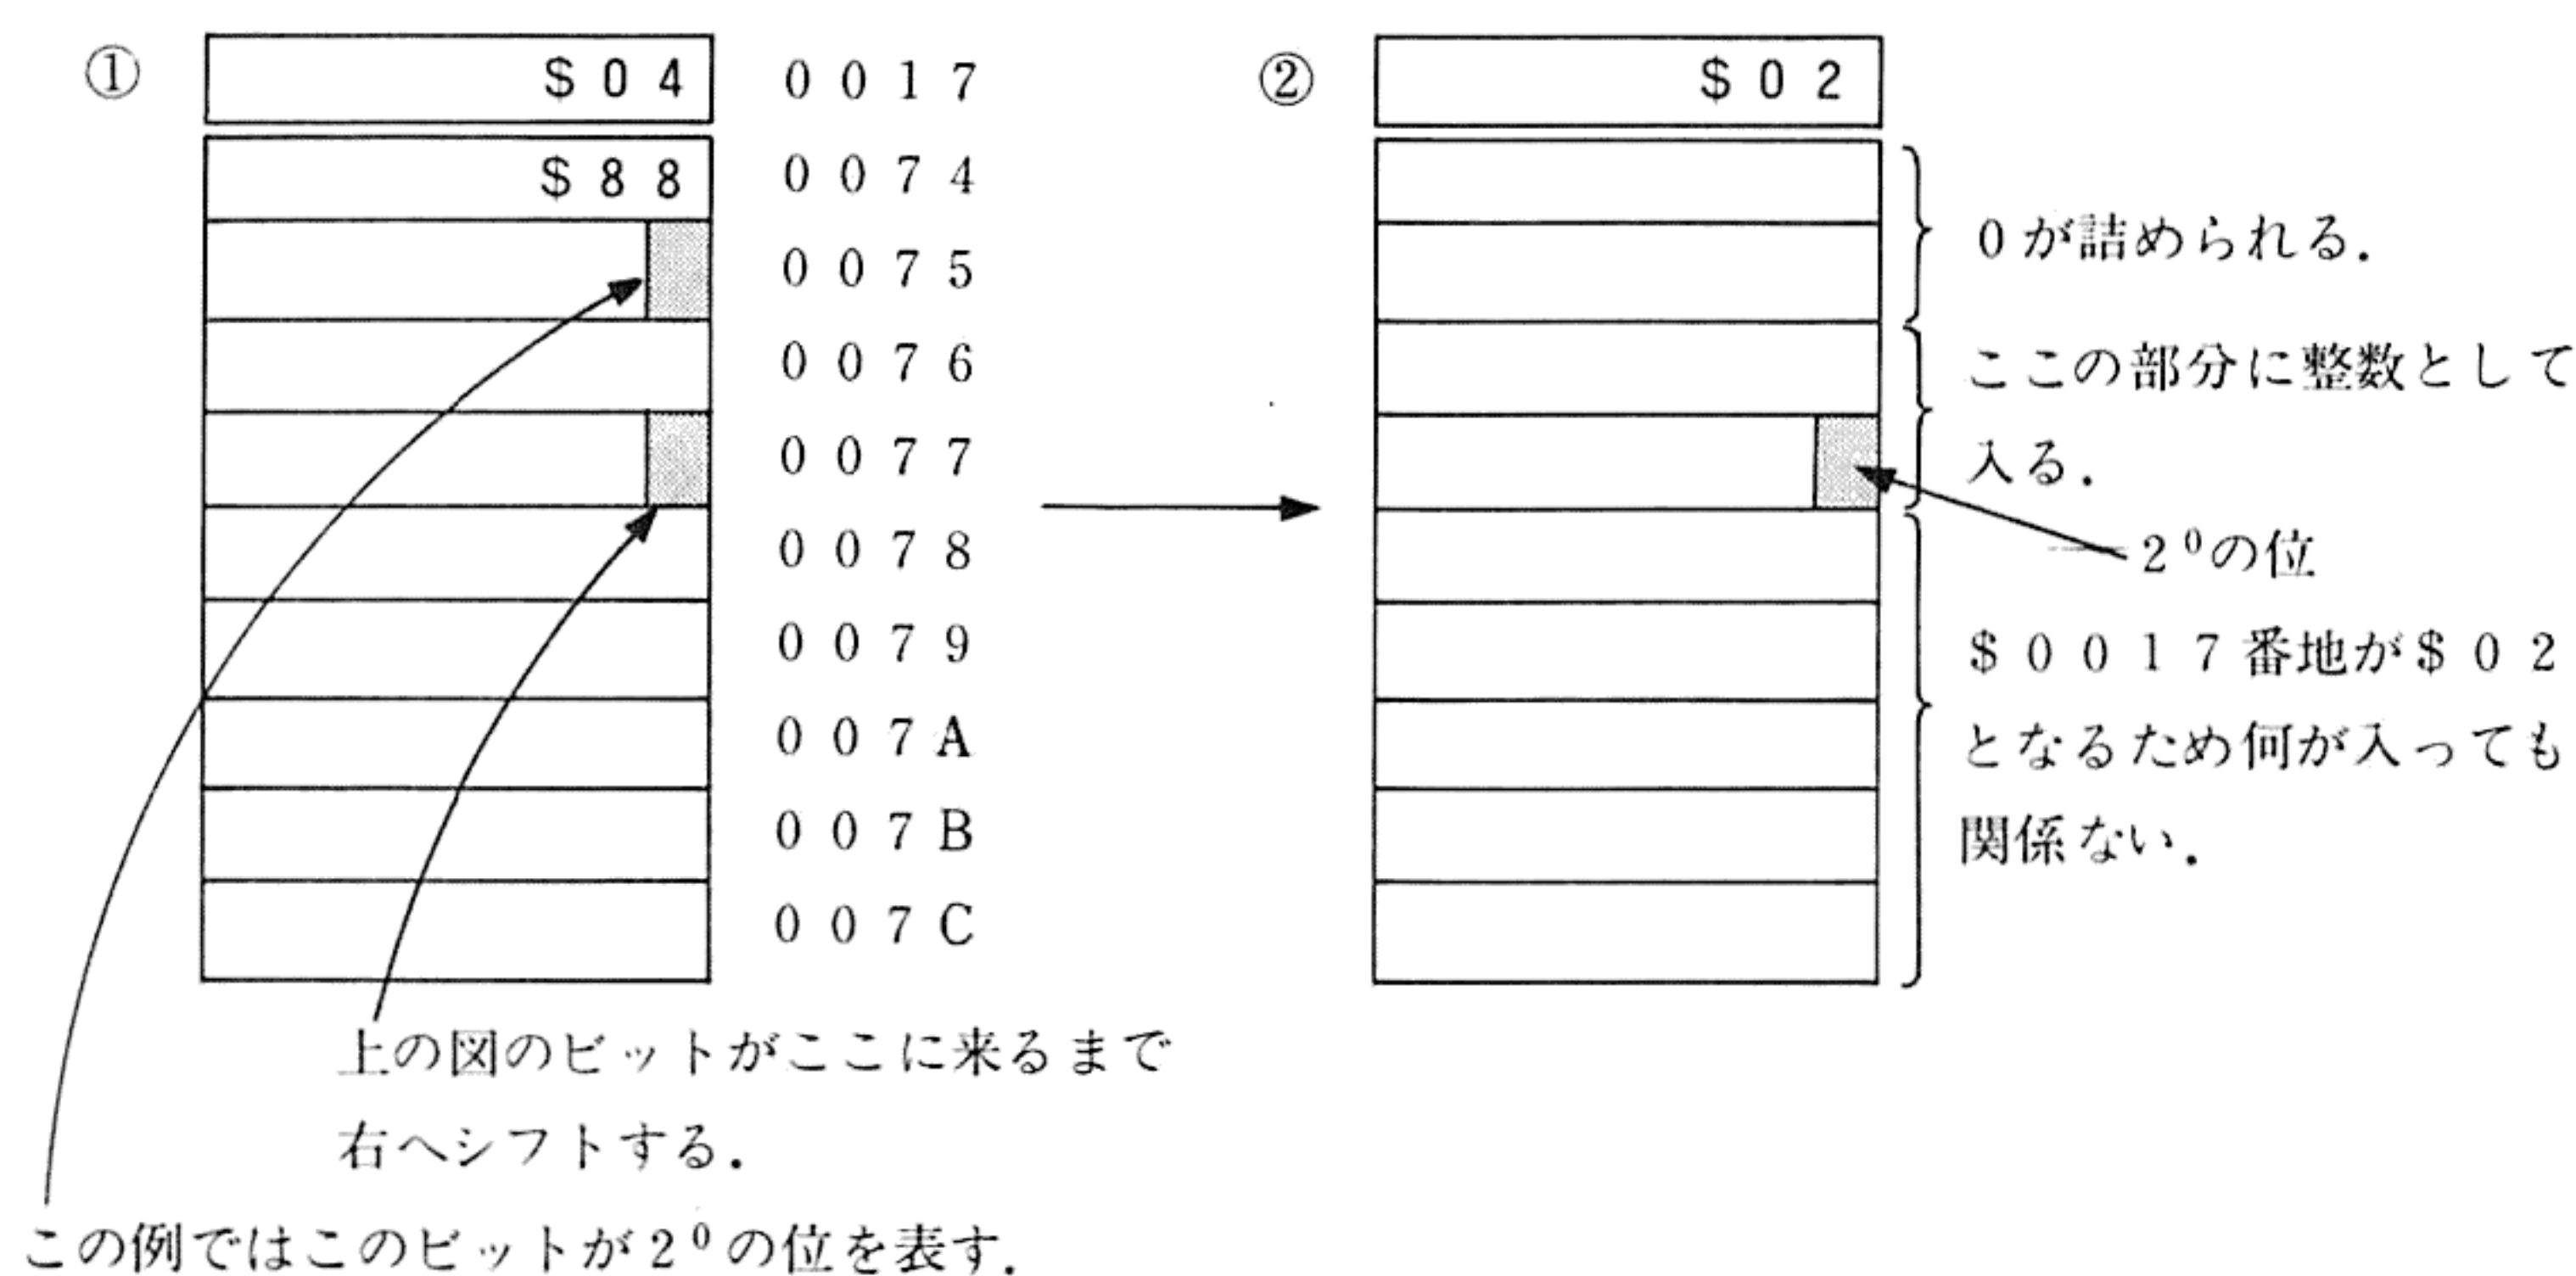 ①
$04 0017
$88 0074
0075
0076
0077
0078
0079
007A
007B
007C
上の図のビットがここに来るまで
右へシフトする．
この例ではこのビットが2⁰の位を表す．
②
$02
0が詰められる．
ここの部分に整数として
入る．
2⁰の位
$0017番地が$02
となるため何が入っても
関係ない．